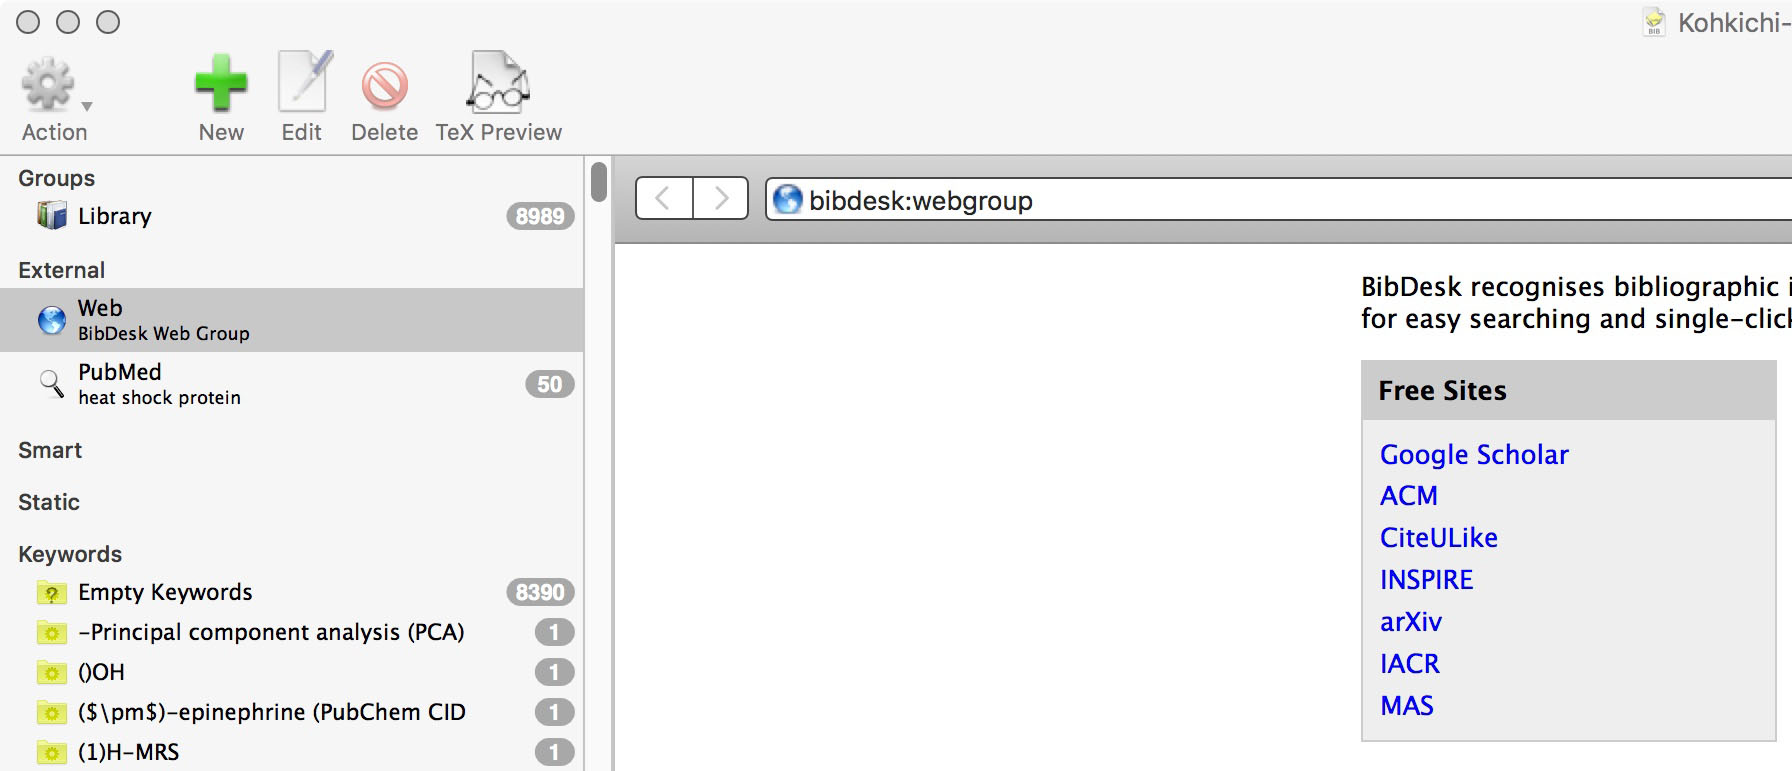 Kohkichi-
Action
New
Edit
Delete
TeX Preview
Groups
Library 8989
External
Web
BibDesk Web Group
PubMed 50
heat shock protein
Smart
Static
Keywords
Empty Keywords 8390
-Principal component analysis (PCA) 1
()OH 1
($\pm$)-epinephrine (PubChem CID 1
(1)H-MRS 1
bibdesk:webgroup
BibDesk recognises bibliographic
for easy searching and single-click
Free Sites
Google Scholar
ACM
CiteULike
INSPIRE
arXiv
IACR
MAS